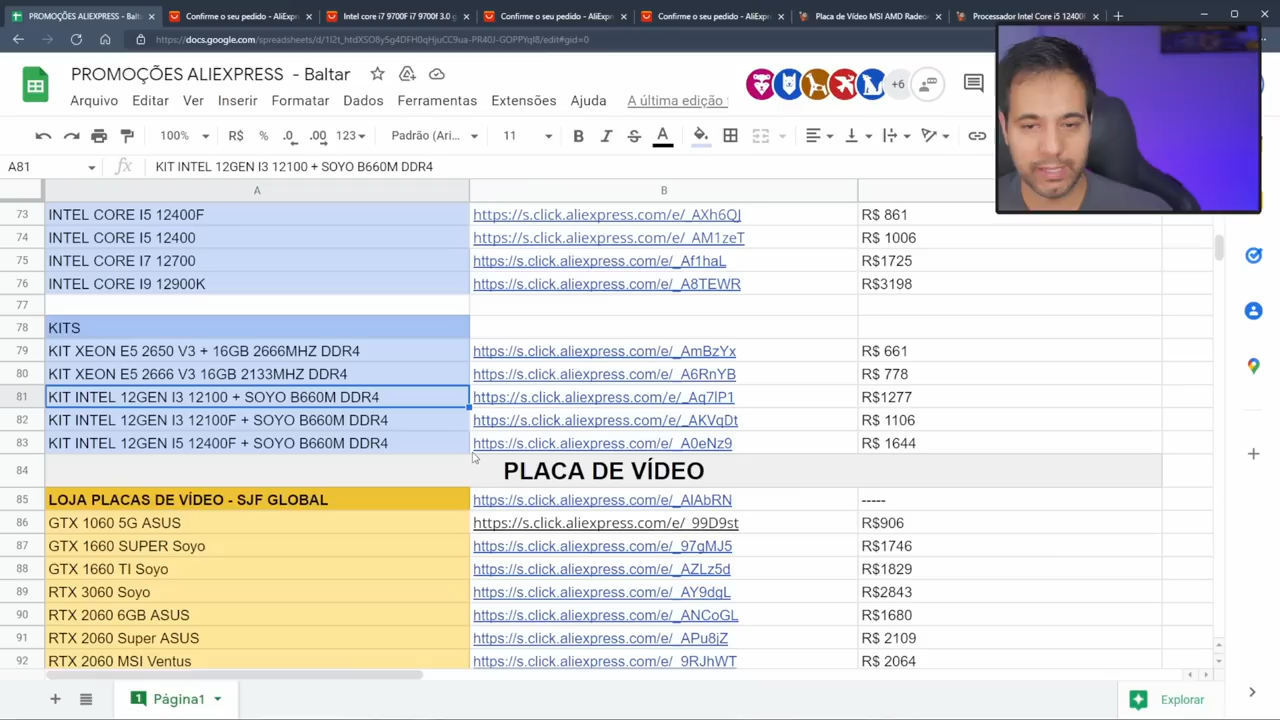 PROMOÇÕES ALIEXPRESS
Confirme o seu pedido - AliExpre
Intel core i7 9700F i7 9700f 3.0 g
Confirme o seu pedido - AliExpre
Confirme o seu pedido - AliExpre
Placa de Vídeo MSI AMD Radeo
Processador Intel Core i5 12400
https://docs.google.com/spreadsheets/d/
PROMOÇÕES ALIEXPRESS - Baltar
+6
Arquivo Editar Ver Inserir Formatar Dados Ferramentas Extensões Ajuda A última edição
100% R$ % .0 .00 123 Padrão (Ari... 11 B I S A
A81 fx KIT INTEL 12GEN I3 12100 + SOYO B660M DDR4
A B
73 INTEL CORE I5 12400F https://s.click.aliexpress.com/e/_AXh6QJ R$ 861
74 INTEL CORE I5 12400 https://s.click.aliexpress.com/e/_AM1zeT R$ 1006
75 INTEL CORE I7 12700 https://s.click.aliexpress.com/e/_Af1haL R$1725
76 INTEL CORE I9 12900K https://s.click.aliexpress.com/e/_A8TEWR R$3198
77
78 KITS
79 KIT XEON E5 2650 V3 + 16GB 2666MHZ DDR4 https://s.click.aliexpress.com/e/_AmBzYx R$ 661
80 KIT XEON E5 2666 V3 16GB 2133MHZ DDR4 https://s.click.aliexpress.com/e/_A6RnYB R$ 778
81 KIT INTEL 12GEN I3 12100 + SOYO B660M DDR4 https://s.click.aliexpress.com/e/_Aq7lP1 R$1277
82 KIT INTEL 12GEN I3 12100F + SOYO B660M DDR4 https://s.click.aliexpress.com/e/_AKVqDt R$ 1106
83 KIT INTEL 12GEN I5 12400F + SOYO B660M DDR4 https://s.click.aliexpress.com/e/_A0eNz9 R$ 1644
84 PLACA DE VÍDEO
85 LOJA PLACAS DE VÍDEO - SJF GLOBAL https://s.click.aliexpress.com/e/_AlAbRN -----
86 GTX 1060 5G ASUS https://s.click.aliexpress.com/e/_99D9st R$906
87 GTX 1660 SUPER Soyo https://s.click.aliexpress.com/e/_97gMJ5 R$1746
88 GTX 1660 TI Soyo https://s.click.aliexpress.com/e/_AZLz5d R$1829
89 RTX 3060 Soyo https://s.click.aliexpress.com/e/_AY9dqL R$2843
90 RTX 2060 6GB ASUS https://s.click.aliexpress.com/e/_ANCoGL R$1680
91 RTX 2060 Super ASUS https://s.click.aliexpress.com/e/_APu8jZ R$ 2109
92 RTX 2060 MSI Ventus https://s.click.aliexpress.com/e/_9RJhWT R$ 2064
1 Página1 Explorar